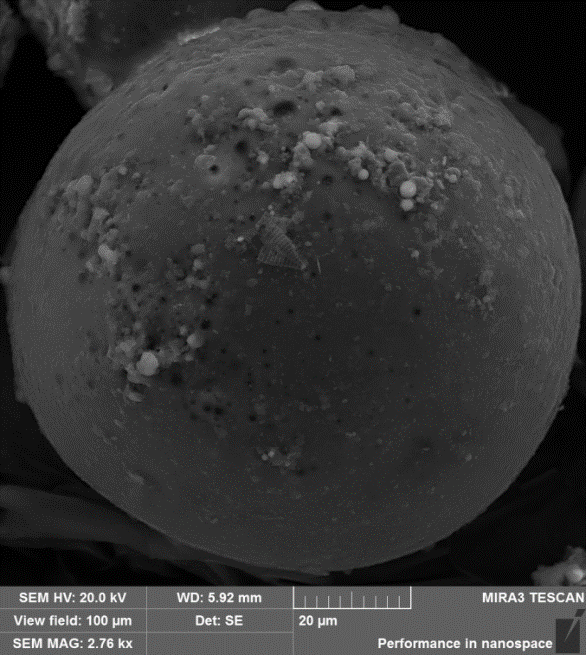 SEM HV: 20.0 kV WD: 5.92 mm MIRA3 TESCAN
View field: 100 µm Det: SE 20 µm
SEM MAG: 2.76 kx Performance in nanospace